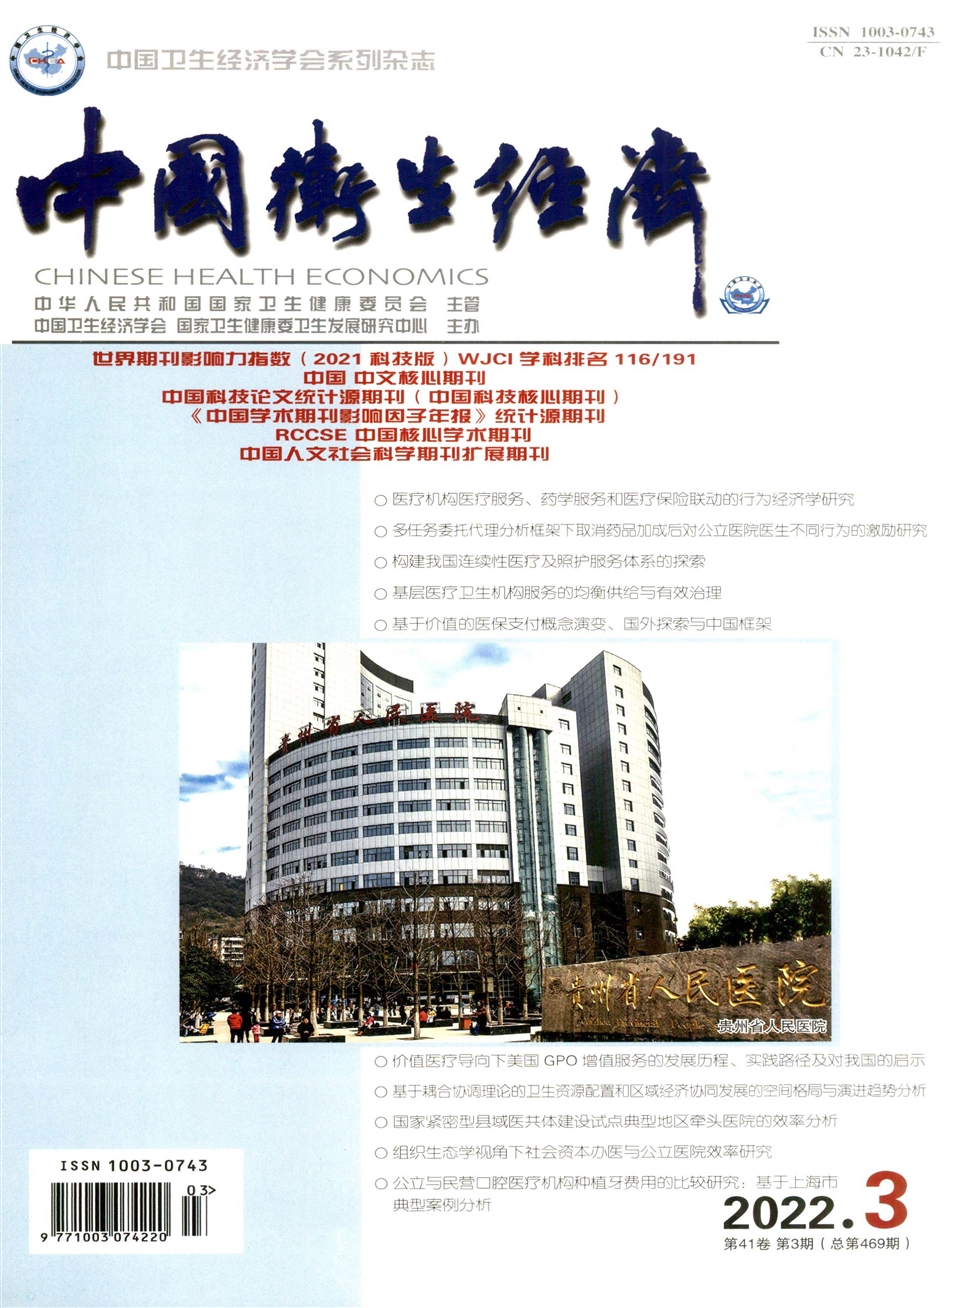 ISSN 1003-0743
CN 23-1042/F
中国卫生经济学会系列杂志
中國衛生經濟
CHINESE HEALTH ECONOMICS
中华人民共和国国家卫生健康委员会 主管
中国卫生经济学会 国家卫生健康委卫生发展研究中心 主办
世界期刊影响力指数（2021科技版）WJCI学科排名116/191
中国 中文核心期刊
中国科技论文统计源期刊（中国科技核心期刊）
《中国学术期刊影响因子年报》统计源期刊
RCCSE 中国核心学术期刊
中国人文社会科学期刊扩展期刊
○ 医疗机构医疗服务、药学服务和医疗保险联动的行为经济学研究
○ 多任务委托代理分析框架下取消药品加成后对公立医院医生不同行为的激励研究
○ 构建我国连续性医疗及照护服务体系的探索
○ 基层医疗卫生机构服务的均衡供给与有效治理
○ 基于价值的医保支付概念演变、国外探索与中国框架
贵州省人民医院
贵州省人民医院
贵州省人民医院
○ 价值医疗导向下美国GPO增值服务的发展历程、实践路径及对我国的启示
○ 基于耦合协调理论的卫生资源配置和区域经济协同发展的空间格局与演进趋势分析
○ 国家紧密型县域医共体建设试点典型地区牵头医院的效率分析
○ 组织生态学视角下社会资本办医与公立医院效率研究
○ 公立与民营口腔医疗机构种植牙费用的比较研究：基于上海市
典型案例分析
ISSN 1003-0743
03>
9 771003 074220
2022.3
第41卷 第3期（总第469期）